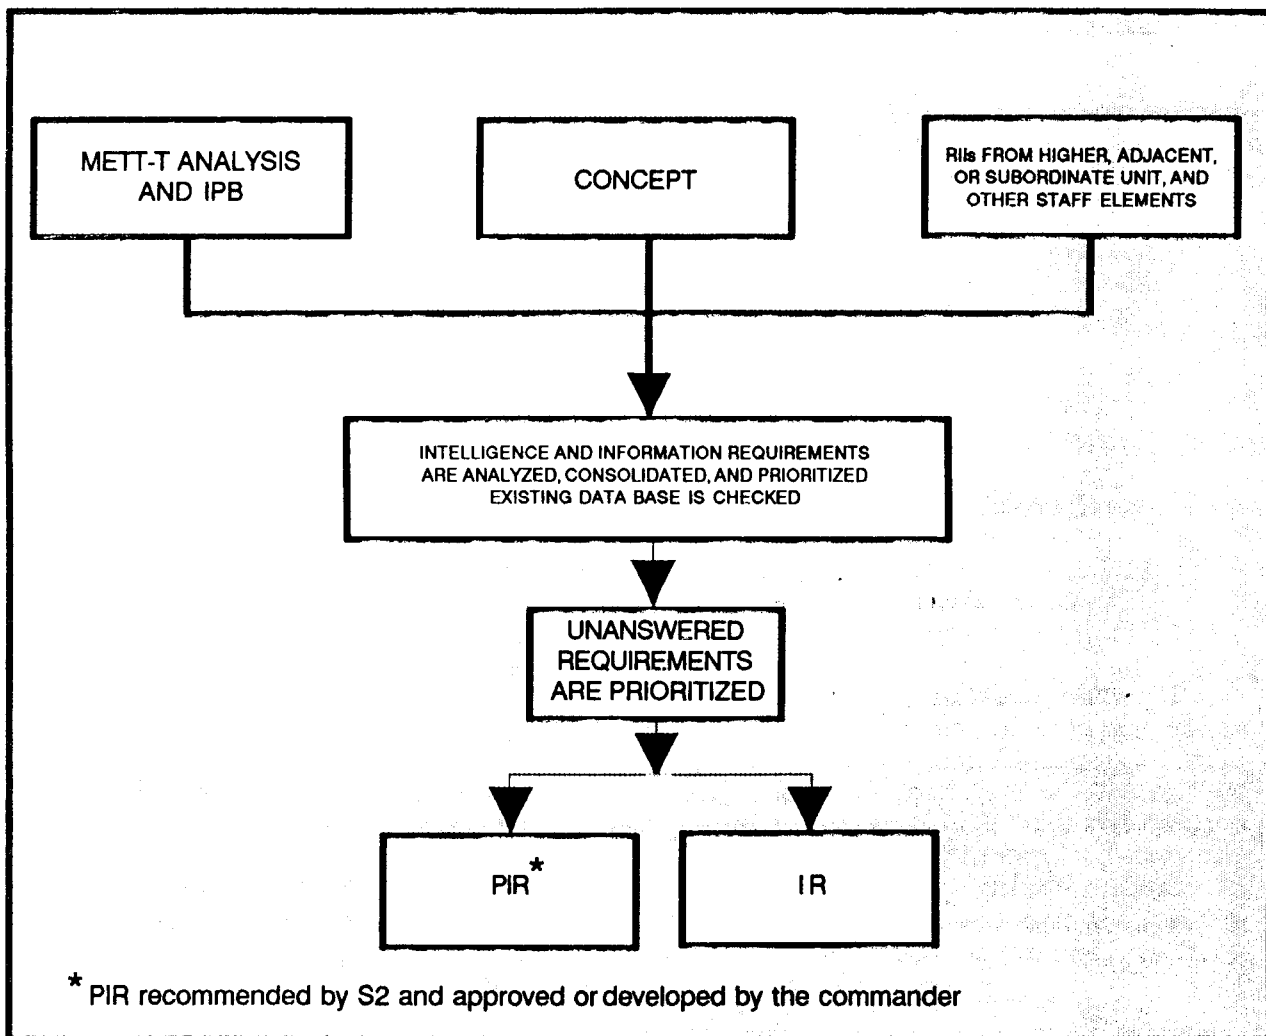 METT-T ANALYSIS
AND IPB
CONCEPT
RIIs FROM HIGHER, ADJACENT,
OR SUBORDINATE UNIT, AND
OTHER STAFF ELEMENTS
INTELLIGENCE AND INFORMATION REQUIREMENTS
ARE ANALYZED, CONSOLIDATED, AND PRIORITIZED
EXISTING DATA BASE IS CHECKED
UNANSWERED
REQUIREMENTS
ARE PRIORITIZED
PIR*
IR
* PIR recommended by S2 and approved or developed by the commander